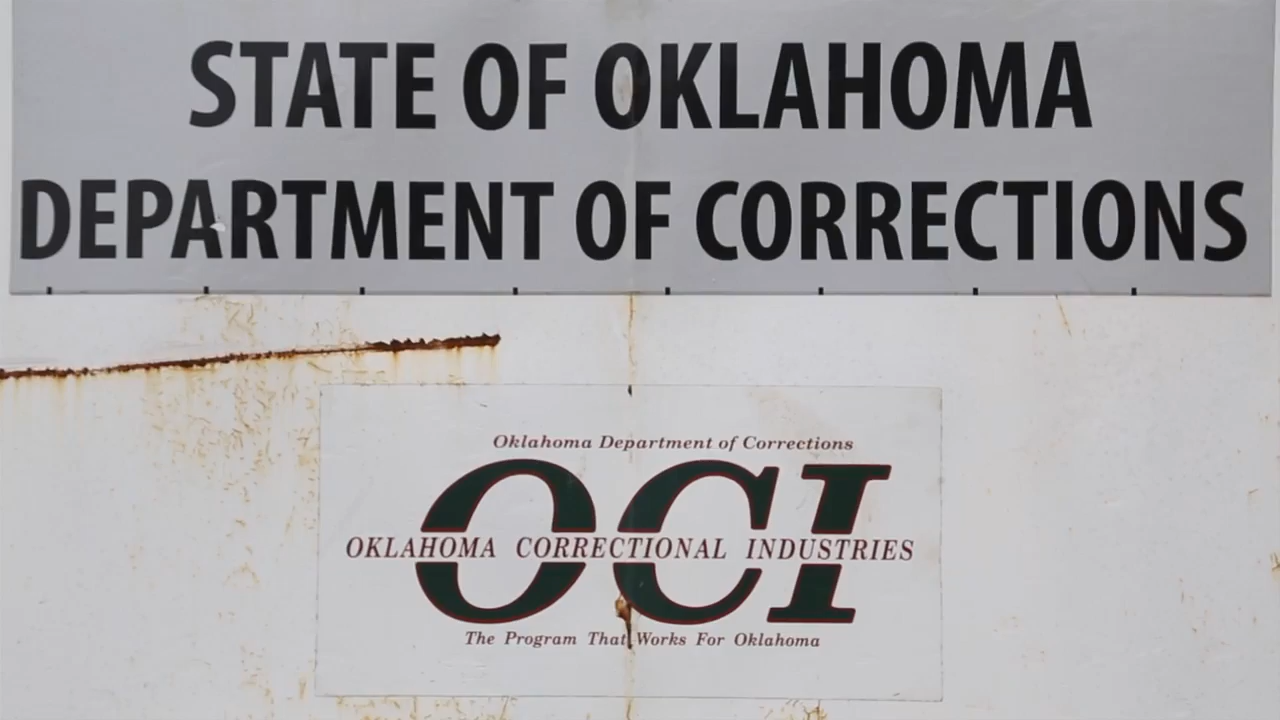 STATE OF OKLAHOMA
DEPARTMENT OF CORRECTIONS
Oklahoma Department of Corrections
OCI
OKLAHOMA CORRECTIONAL INDUSTRIES
The Program That Works For Oklahoma